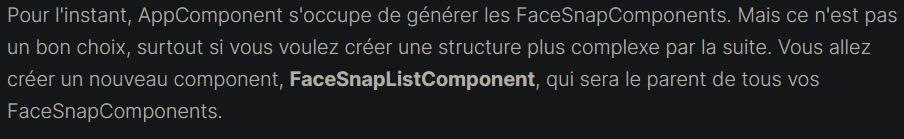 Pour l'instant, AppComponent s'occupe de générer les FaceSnapComponents. Mais ce n'est pas
un bon choix, surtout si vous voulez créer une structure plus complexe par la suite. Vous allez
créer un nouveau component, FaceSnapListComponent, qui sera le parent de tous vos
FaceSnapComponents.